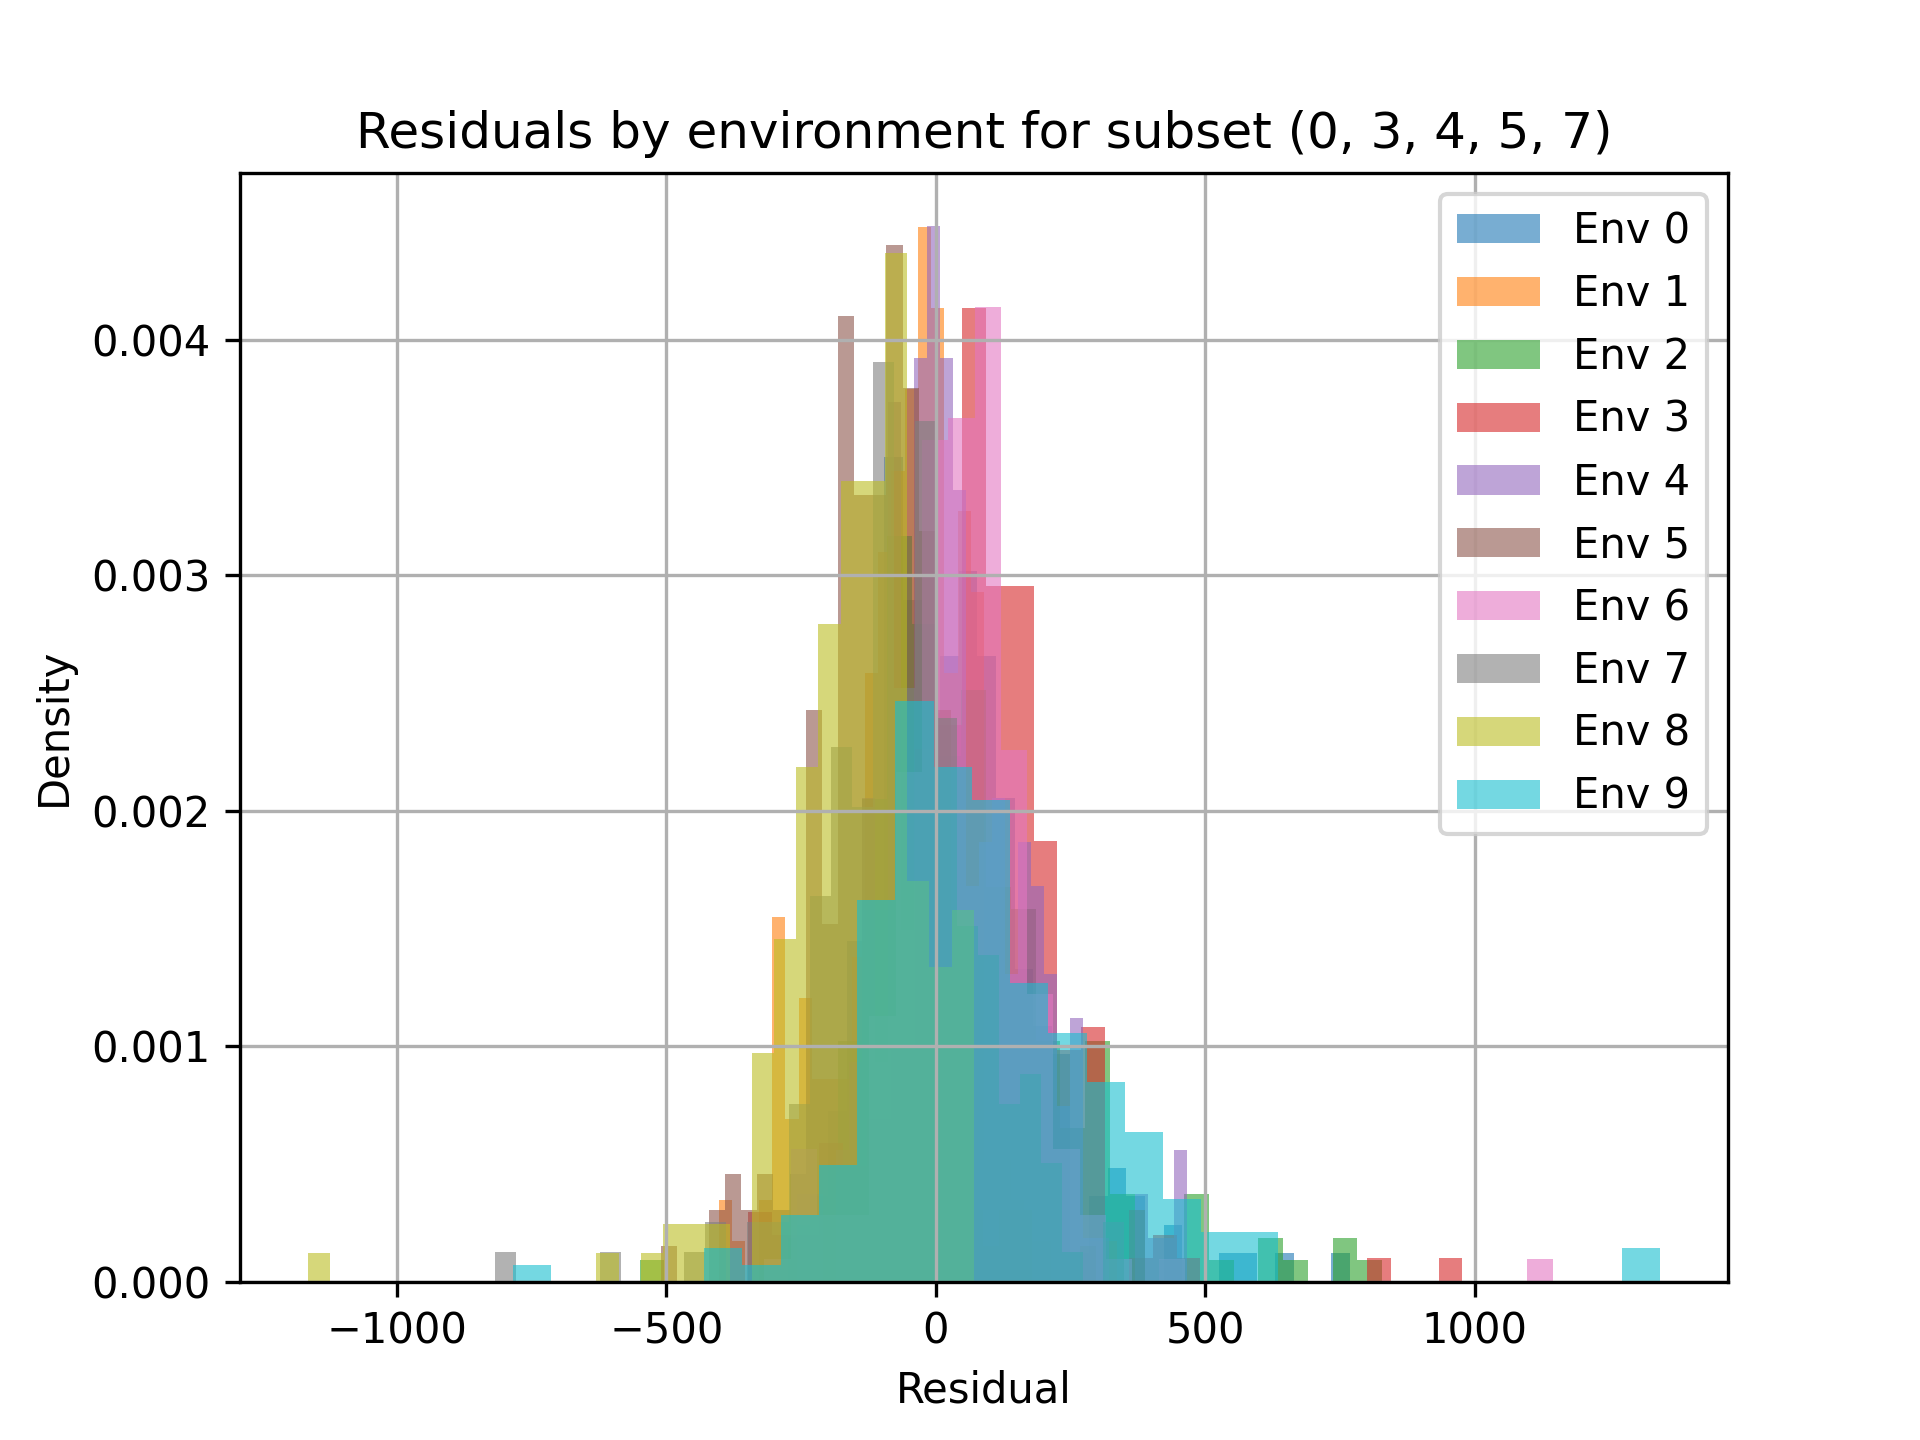 Residuals by environment for subset (0, 3, 4, 5, 7)
Env 0
Env 1
Env 2
Env 3
Env 4
Env 5
Env 6
Env 7
Env 8
Env 9
Density
0.004
0.003
0.002
0.001
0.000
−1000
−500
0
500
1000
Residual